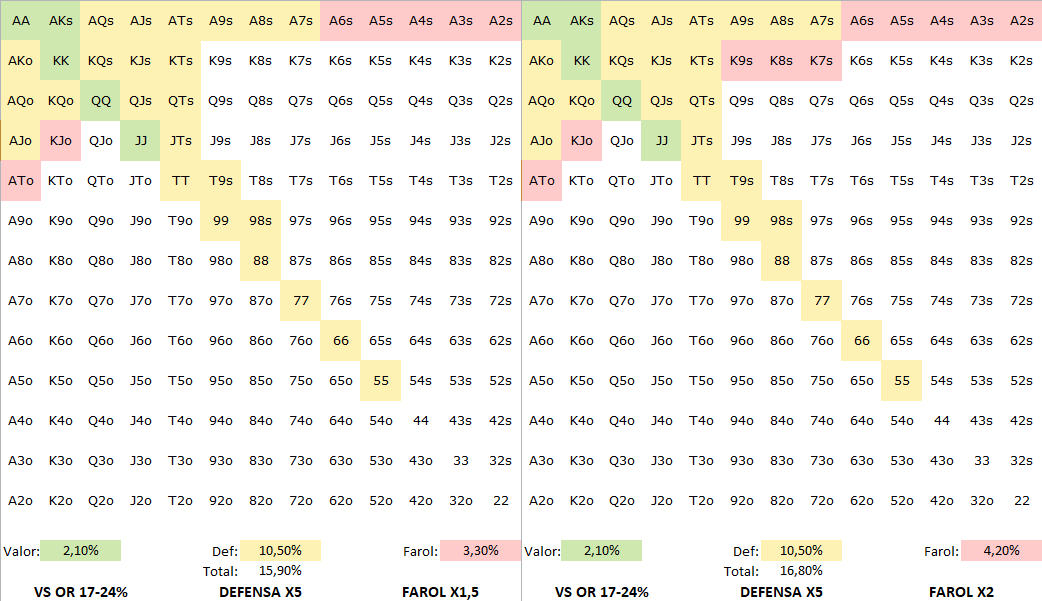 AA AKs AQs AJs ATs A9s A8s A7s A6s A5s A4s A3s A2s AA AKs AQs AJs ATs A9s A8s A7s A6s A5s A4s A3s A2s
AKo KK KQs KJs KTs K9s K8s K7s K6s K5s K4s K3s K2s AKo KK KQs KJs KTs K9s K8s K7s K6s K5s K4s K3s K2s
AQo KQo QQ QJs QTs Q9s Q8s Q7s Q6s Q5s Q4s Q3s Q2s AQo KQo QQ QJs QTs Q9s Q8s Q7s Q6s Q5s Q4s Q3s Q2s
AJo KJo QJo JJ JTs J9s J8s J7s J6s J5s J4s J3s J2s AJo KJo QJo JJ JTs J9s J8s J7s J6s J5s J4s J3s J2s
ATo KTo QTo JTo TT T9s T8s T7s T6s T5s T4s T3s T2s ATo KTo QTo JTo TT T9s T8s T7s T6s T5s T4s T3s T2s
A9o K9o Q9o J9o T9o 99 98s 97s 96s 95s 94s 93s 92s A9o K9o Q9o J9o T9o 99 98s 97s 96s 95s 94s 93s 92s
A8o K8o Q8o J8o T8o 98o 88 87s 86s 85s 84s 83s 82s A8o K8o Q8o J8o T8o 98o 88 87s 86s 85s 84s 83s 82s
A7o K7o Q7o J7o T7o 97o 87o 77 76s 75s 74s 73s 72s A7o K7o Q7o J7o T7o 97o 87o 77 76s 75s 74s 73s 72s
A6o K6o Q6o J6o T6o 96o 86o 76o 66 65s 64s 63s 62s A6o K6o Q6o J6o T6o 96o 86o 76o 66 65s 64s 63s 62s
A5o K5o Q5o J5o T5o 95o 85o 75o 65o 55 54s 53s 52s A5o K5o Q5o J5o T5o 95o 85o 75o 65o 55 54s 53s 52s
A4o K4o Q4o J4o T4o 94o 84o 74o 64o 54o 44 43s 42s A4o K4o Q4o J4o T4o 94o 84o 74o 64o 54o 44 43s 42s
A3o K3o Q3o J3o T3o 93o 83o 73o 63o 53o 43o 33 32s A3o K3o Q3o J3o T3o 93o 83o 73o 63o 53o 43o 33 32s
A2o K2o Q2o J2o T2o 92o 82o 72o 62o 52o 42o 32o 22 A2o K2o Q2o J2o T2o 92o 82o 72o 62o 52o 42o 32o 22
Valor: 2,10% Def: 10,50% Farol: 3,30% Valor: 2,10% Def: 10,50% Farol: 4,20%
Total: 15,90% Total: 16,80%
VS OR 17-24% DEFENSA X5 FAROL X1,5 VS OR 17-24% DEFENSA X5 FAROL X2